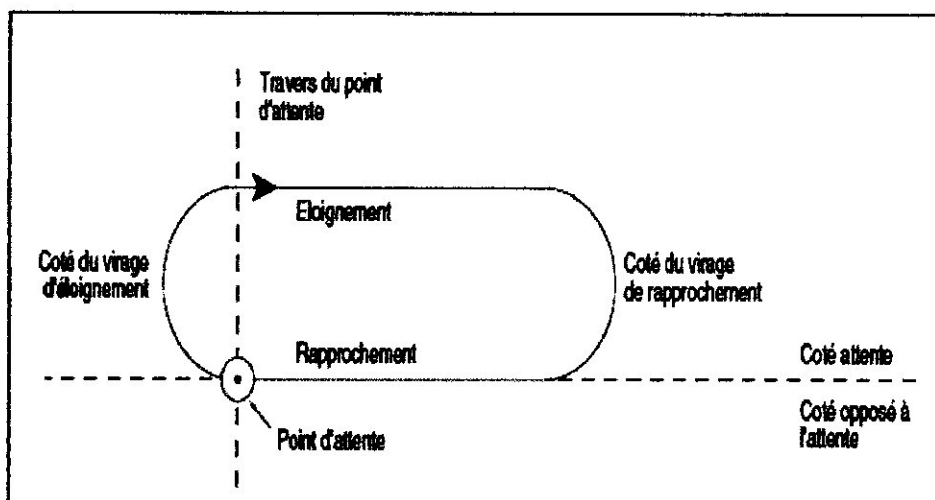 Travers du point
d'attente
Eloignement
Coté du virage
d'éloignement
Coté du virage
de rapprochement
Rapprochement
Coté attente
Point d'attente
Coté opposé à
l'attente